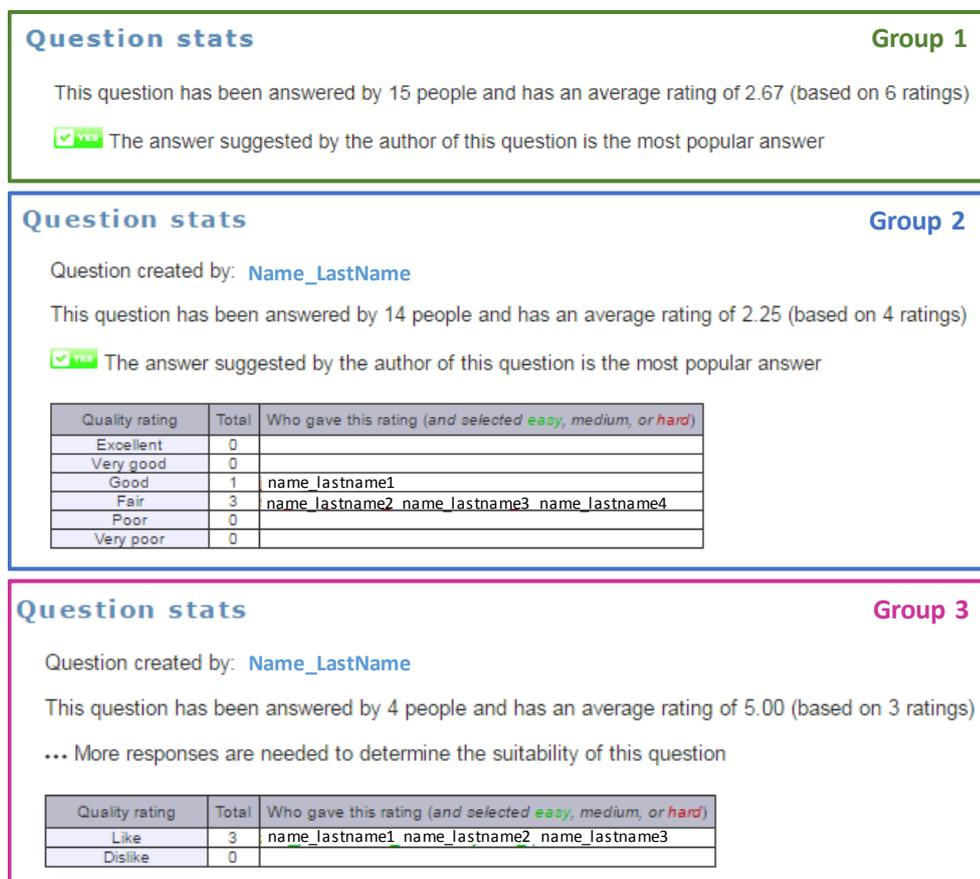 Question stats Group 1
This question has been answered by 15 people and has an average rating of 2.67 (based on 6 ratings)
YES The answer suggested by the author of this question is the most popular answer
Question stats Group 2
Question created by: Name_LastName
This question has been answered by 14 people and has an average rating of 2.25 (based on 4 ratings)
YES The answer suggested by the author of this question is the most popular answer
Quality rating Total Who gave this rating (and selected easy, medium, or hard)
Excellent 0
Very good 0
Good 1 name_lastname1
Fair 3 name_lastname2 name_lastname3 name_lastname4
Poor 0
Very poor 0
Question stats Group 3
Question created by: Name_LastName
This question has been answered by 4 people and has an average rating of 5.00 (based on 3 ratings)
... More responses are needed to determine the suitability of this question
Quality rating Total Who gave this rating (and selected easy, medium, or hard)
Like 3 name_lastname1 name_lastname2 name_lastname3
Dislike 0